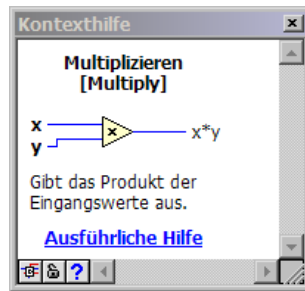 Kontexthilfe
Multiplizieren
[Multiply]
x
y
x
x*y
Gibt das Produkt der
Eingangswerte aus.
Ausführliche Hilfe
?